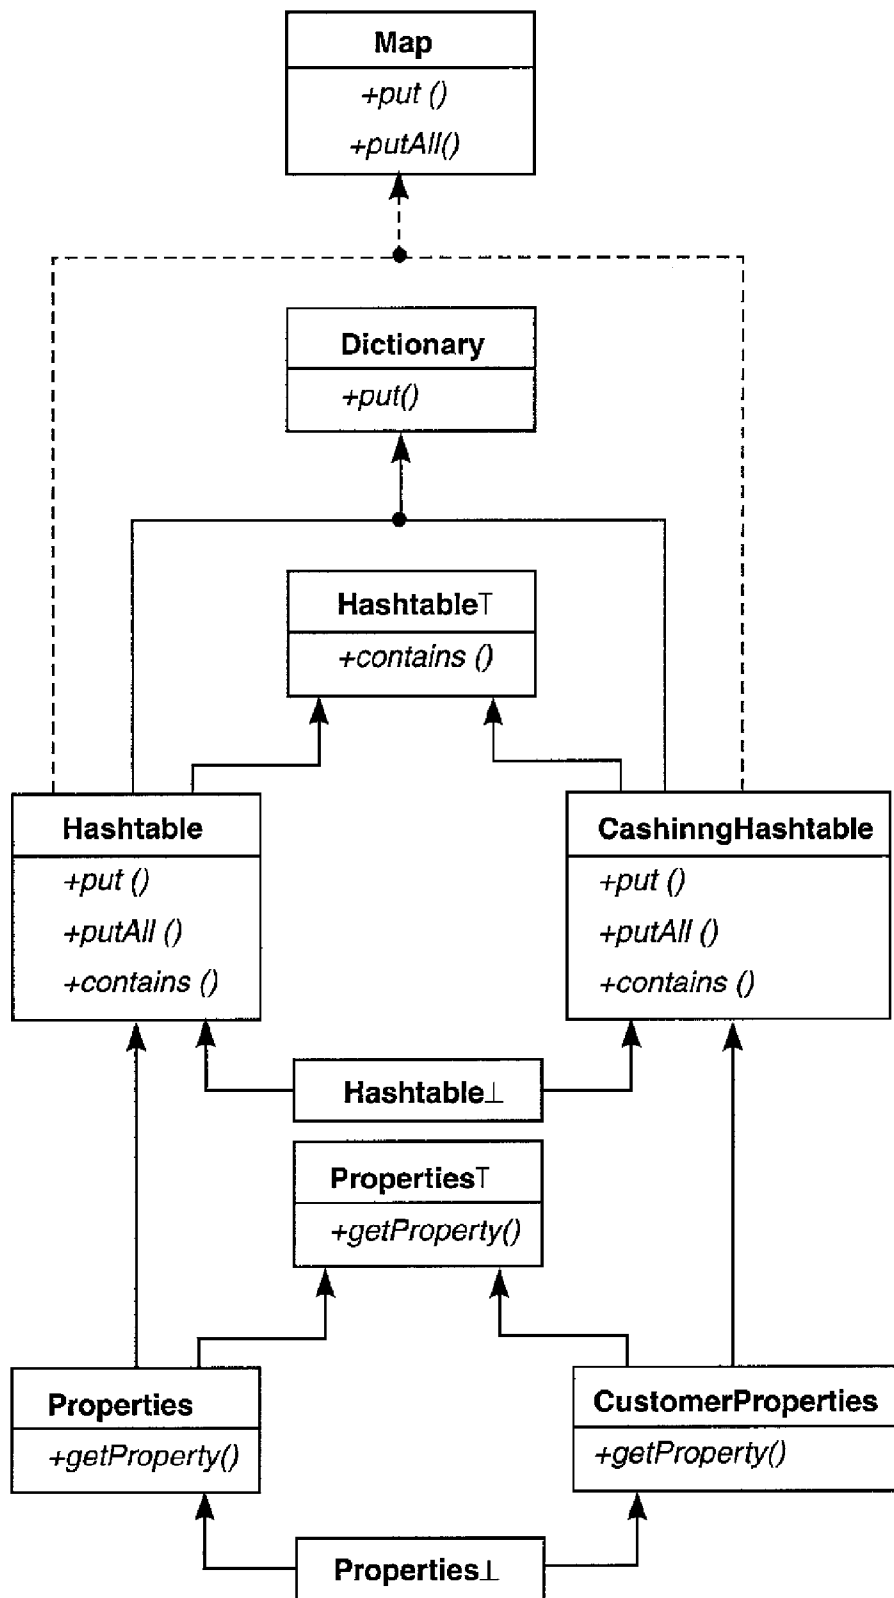 Map
+put ()
+putAll()
Dictionary
+put()
Hashtable⊤
+contains ()
Hashtable
+put ()
+putAll ()
+contains ()
CashinngHashtable
+put ()
+putAll ()
+contains ()
Hashtable⊥
Properties⊤
+getProperty()
Properties
+getProperty()
CustomerProperties
+getProperty()
Properties⊥